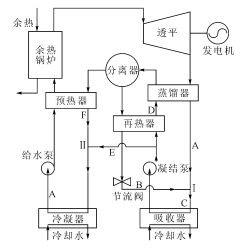 余热
余热
锅炉
透平
发电机
分离器
蒸馏器
预热器
F
D
再热器
II
E
A
给水泵
凝结泵
B
I
A
节流阀
C
冷凝器
吸收器
冷却水
冷却水